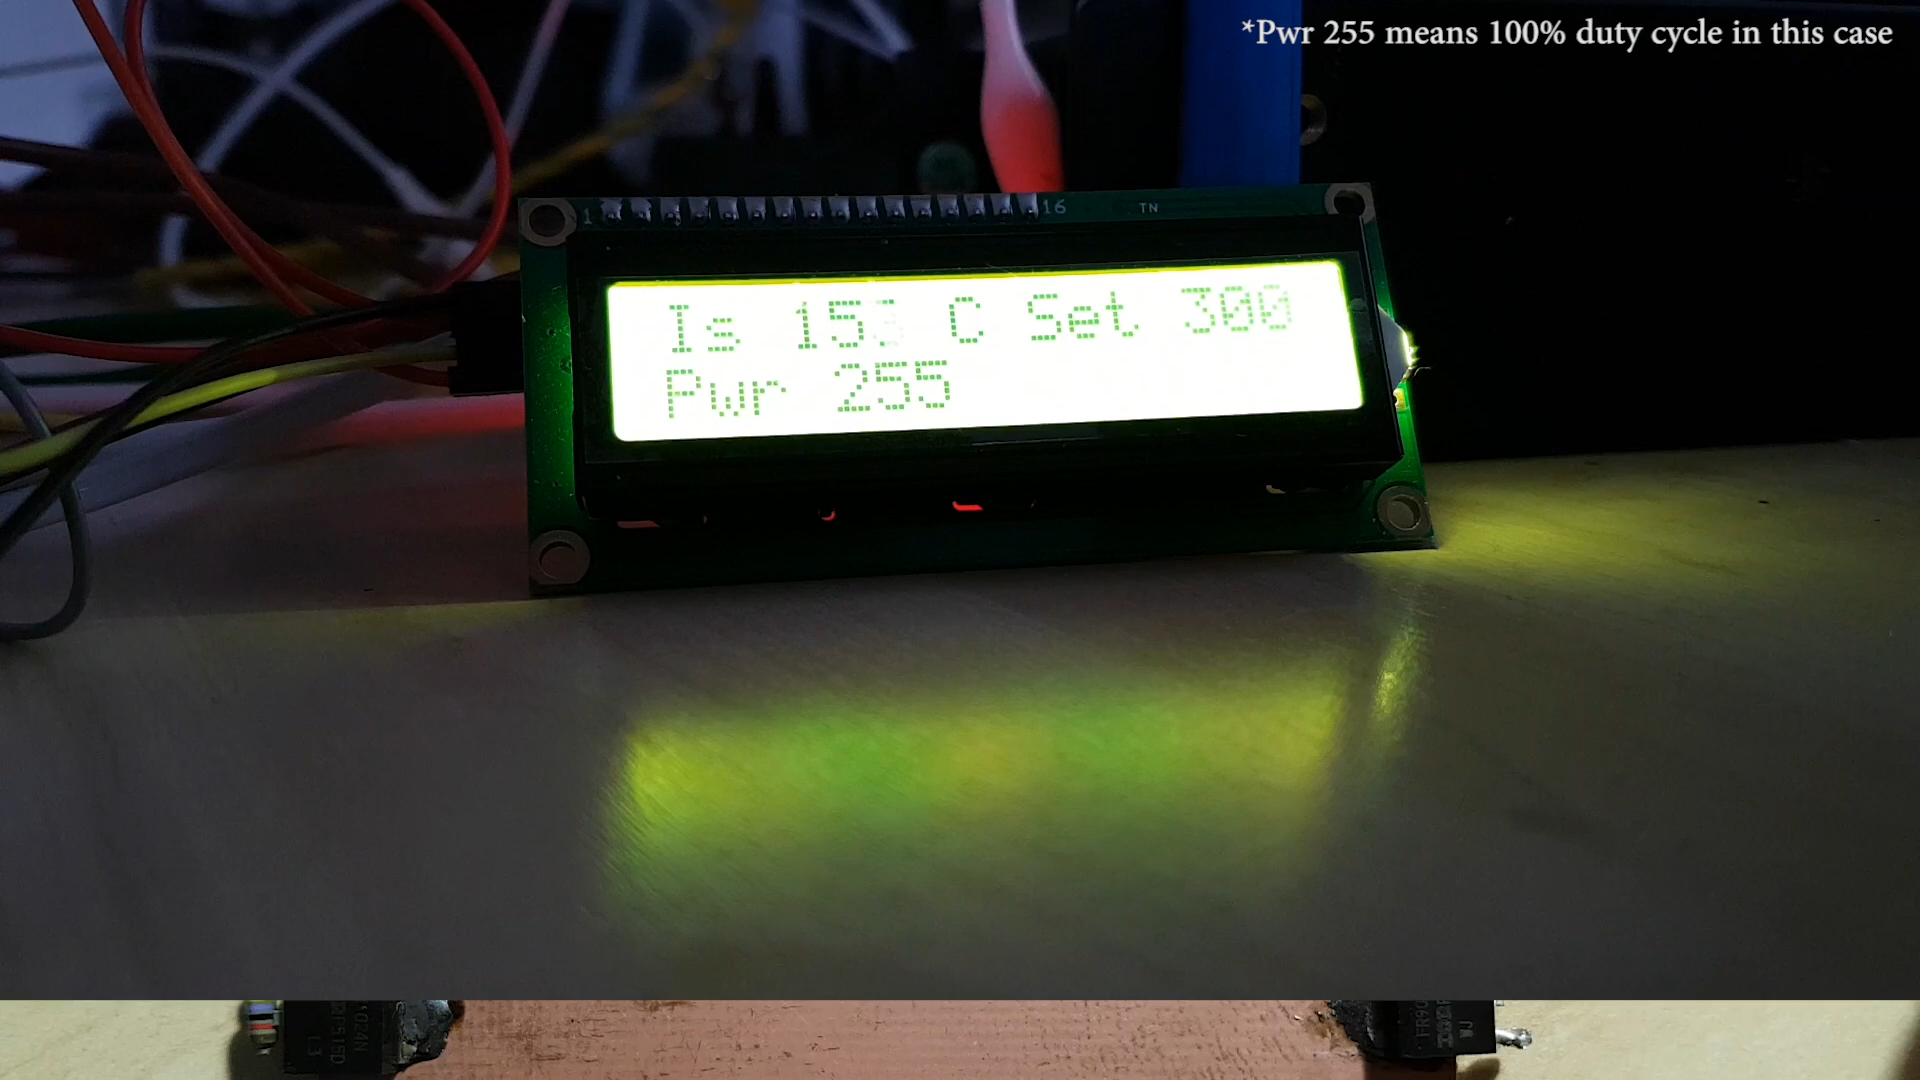 *Pwr 255 means 100% duty cycle in this case
1 16 TN
Is 15 C Set 300
Pwr 255